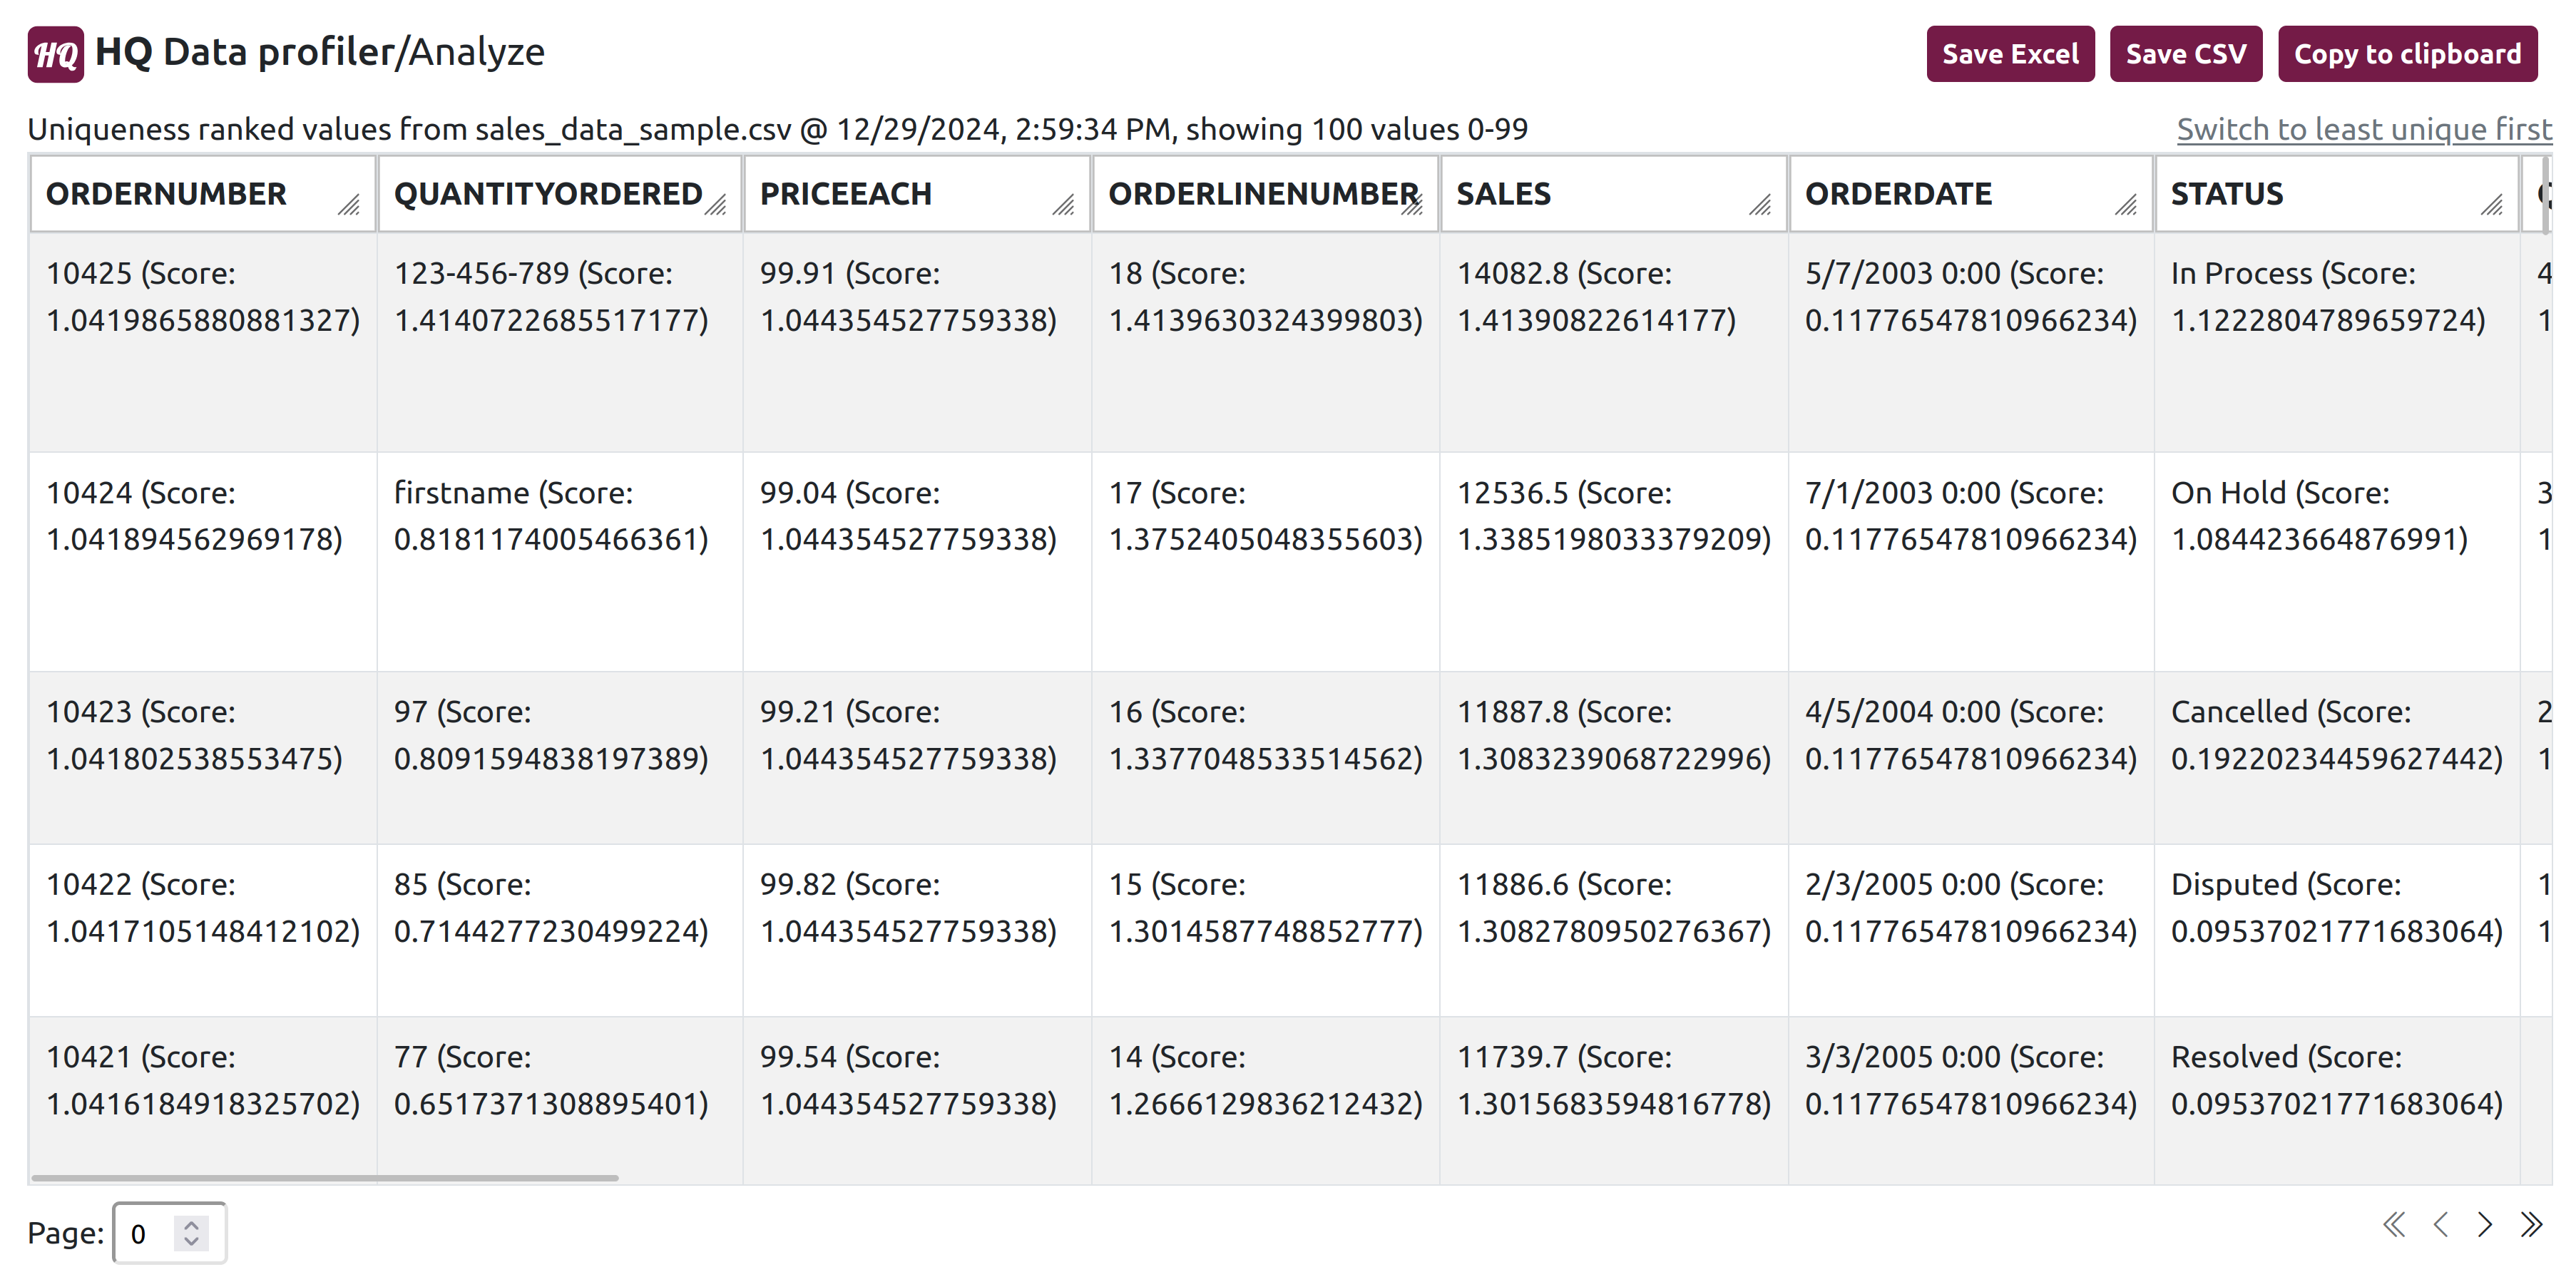 HQ HQ Data profiler/Analyze
Save Excel Save CSV Copy to clipboard
Uniqueness ranked values from sales_data_sample.csv @ 12/29/2024, 2:59:34 PM, showing 100 values 0-99
Switch to least unique first
ORDERNUMBER QUANTITYORDERED PRICEEACH ORDERLINENUMBER SALES ORDERDATE STATUS
10425 (Score: 123-456-789 (Score: 99.91 (Score: 18 (Score: 14082.8 (Score: 5/7/2003 0:00 (Score: In Process (Score: 4
1.0419865880881327) 1.4140722685517177) 1.044354527759338) 1.4139630324399803) 1.41390822614177) 0.11776547810966234) 1.1222804789659724) 1
10424 (Score: firstname (Score: 99.04 (Score: 17 (Score: 12536.5 (Score: 7/1/2003 0:00 (Score: On Hold (Score: 3
1.041894562969178) 0.8181174005466361) 1.044354527759338) 1.3752405048355603) 1.3385198033379209) 0.11776547810966234) 1.084423664876991) 1
10423 (Score: 97 (Score: 99.21 (Score: 16 (Score: 11887.8 (Score: 4/5/2004 0:00 (Score: Cancelled (Score: 2
1.041802538553475) 0.8091594838197389) 1.044354527759338) 1.3377048533514562) 1.3083239068722996) 0.11776547810966234) 0.19220234459627442) 1
10422 (Score: 85 (Score: 99.82 (Score: 15 (Score: 11886.6 (Score: 2/3/2005 0:00 (Score: Disputed (Score: 1
1.0417105148412102) 0.7144277230499224) 1.044354527759338) 1.3014587748852777) 1.3082780950276367) 0.11776547810966234) 0.09537021771683064) 1
10421 (Score: 77 (Score: 99.54 (Score: 14 (Score: 11739.7 (Score: 3/3/2005 0:00 (Score: Resolved (Score:
1.0416184918325702) 0.6517371308895401) 1.044354527759338) 1.2666129836212432) 1.3015683594816778) 0.11776547810966234) 0.09537021771683064)
Page: 0